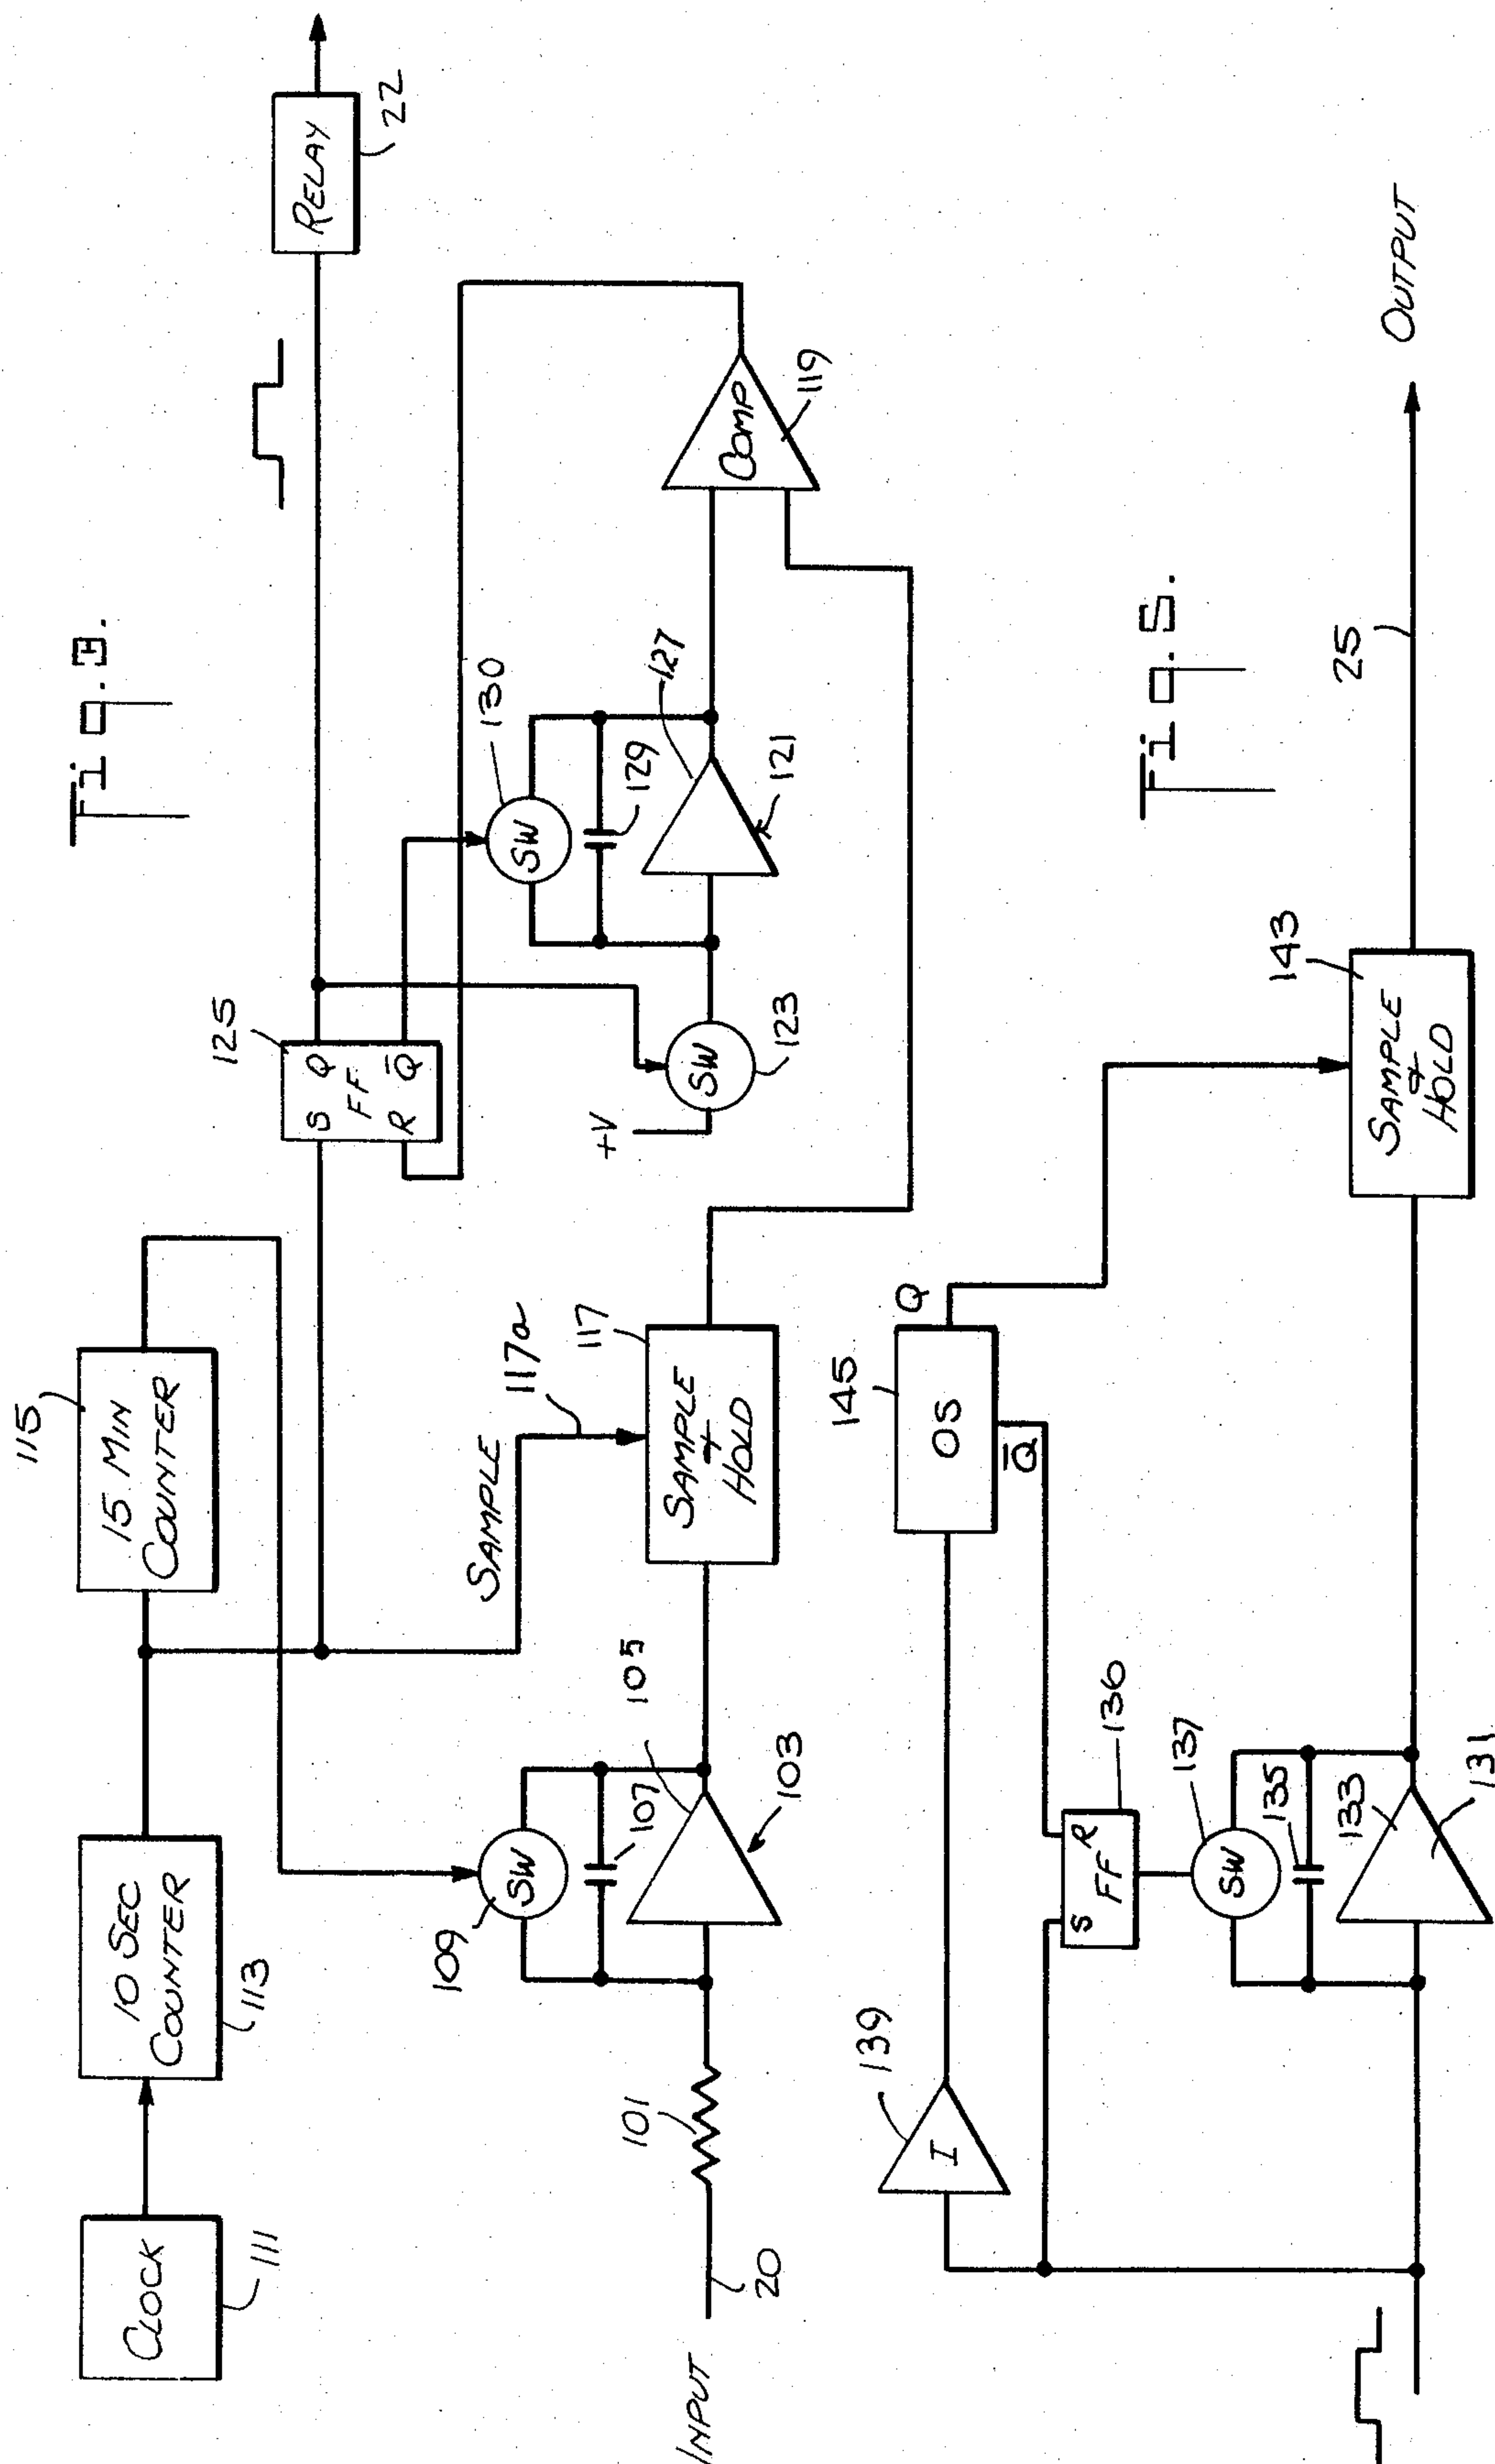 Fig. 3.
CLOCK
111
10 SEC
COUNTER
113
15 MIN
COUNTER
115
125
S Q
FF
R Q̅
RELAY
22
SAMPLE
117a
INPUT
20
101
SW
109
107
105
103
SAMPLE
&
HOLD
117
+V
SW
123
SW
130
129
127
121
COMP
119
Fig. 5.
I
139
OS
145
Q
Q̅
S R
FF
136
SW
137
135
133
131
SAMPLE
&
HOLD
143
25
OUTPUT